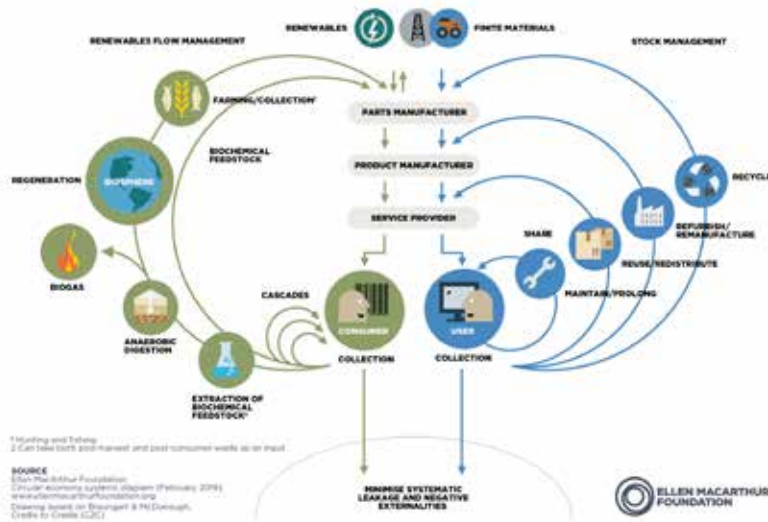 RENEWABLES
FINITE MATERIALS
RENEWABLES FLOW MANAGEMENT
STOCK MANAGEMENT
FARMING/COLLECTION¹
PARTS MANUFACTURER
BIOCHEMICAL
FEEDSTOCK
PRODUCT MANUFACTURER
REGENERATION
BIOSPHERE
RECYCLE
SERVICE PROVIDER
SHARE
REFURBISH/
REMANUFACTURE
REUSE/REDISTRIBUTE
BIOGAS
CASCADES
MAINTAIN/PROLONG
CONSUMER
USER
ANAEROBIC
DIGESTION
COLLECTION
COLLECTION
EXTRACTION OF
BIOCHEMICAL
FEEDSTOCK²
1 Hunting and fishing
2 Can take both post-harvest and post-consumer waste as an input
SOURCE
Ellen MacArthur Foundation
Circular economy systems diagram (February 2019)
www.ellenmacarthurfoundation.org
Drawing based on Braungart & McDonough,
Cradle to Cradle (C2C)
MINIMISE SYSTEMATIC
LEAKAGE AND NEGATIVE
EXTERNALITIES
ELLEN MACARTHUR
FOUNDATION